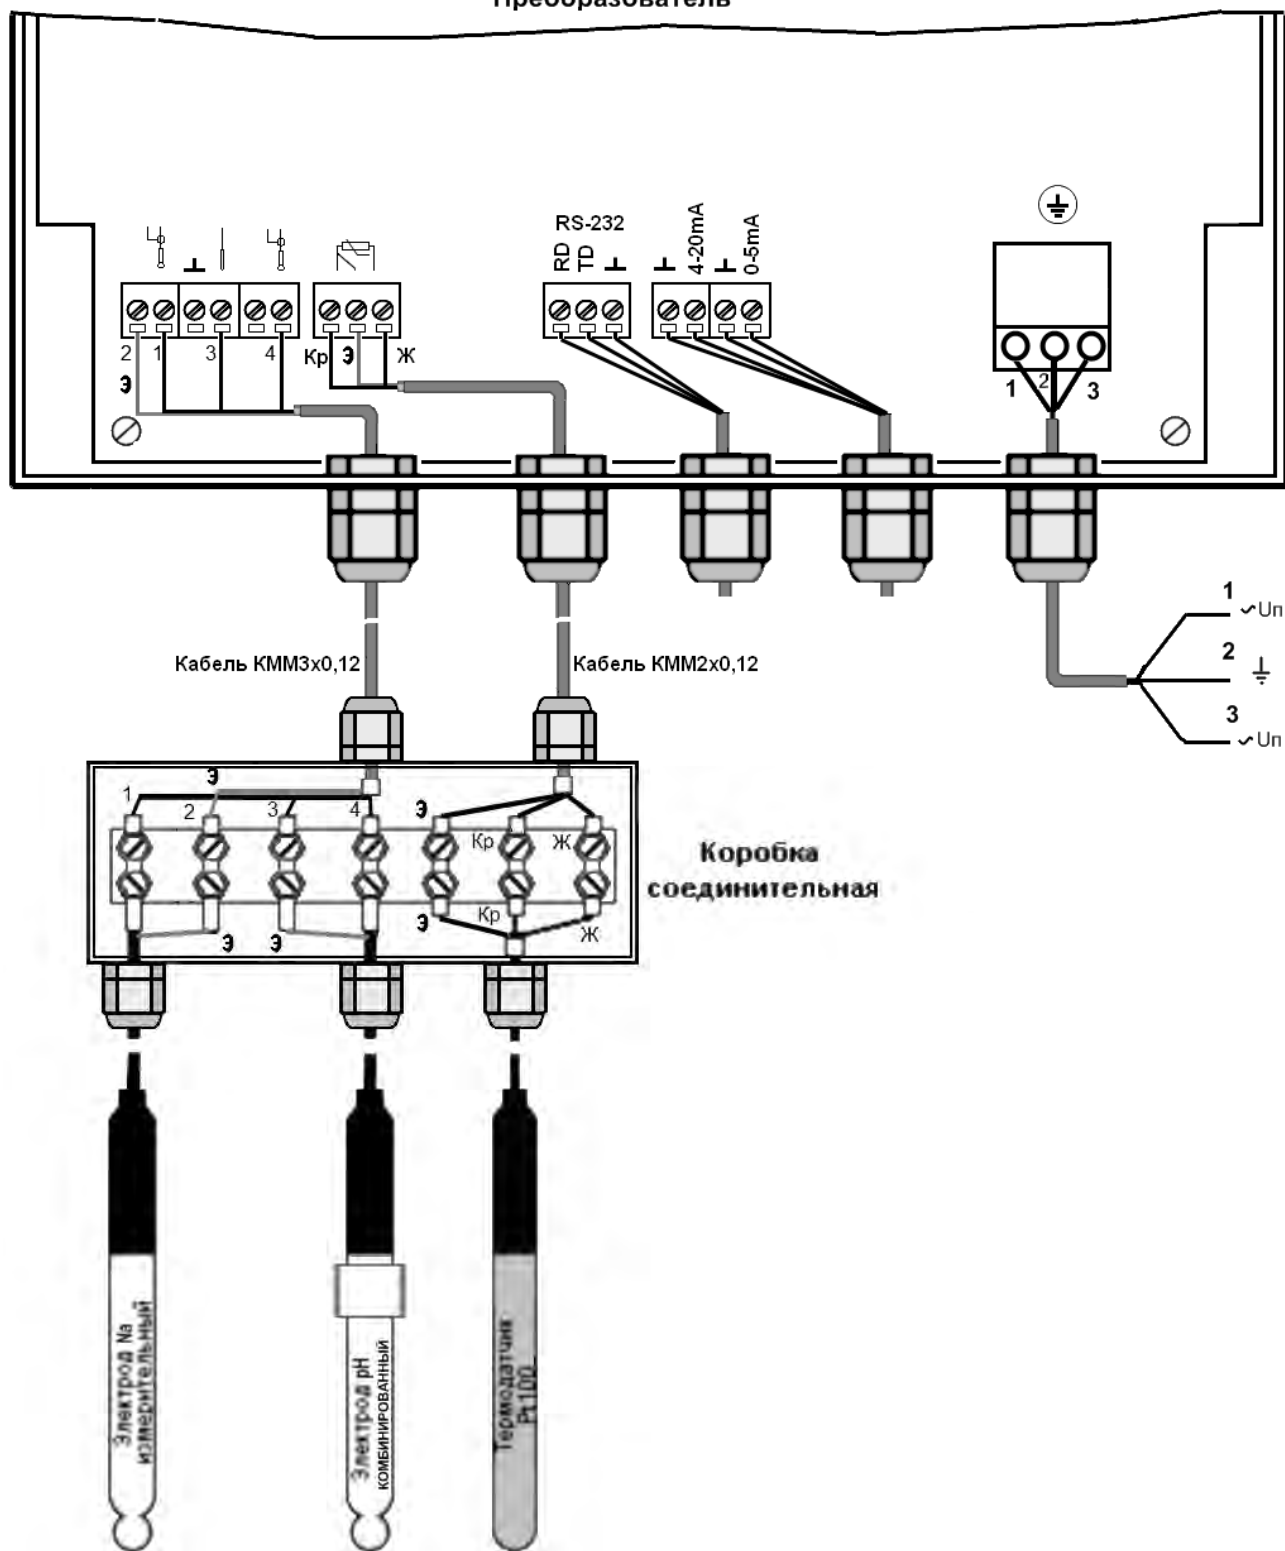 Преобразователь
RS-232
RD
TD
4-20mA
0-5mA
2 1 3 4
Э
Кр Э Ж
1 2 3
1
~Uп
2
3
~Uп
Кабель КММ3х0,12
Кабель КММ2х0,12
Э
1 2 3 4 Э
Кр Ж
Коробка
соединительная
Э Э Э Кр Ж
Электрод Na
измерительный
Электрод pH
КОМБИНИРОВАННЫЙ
Термодатчик
Pt100